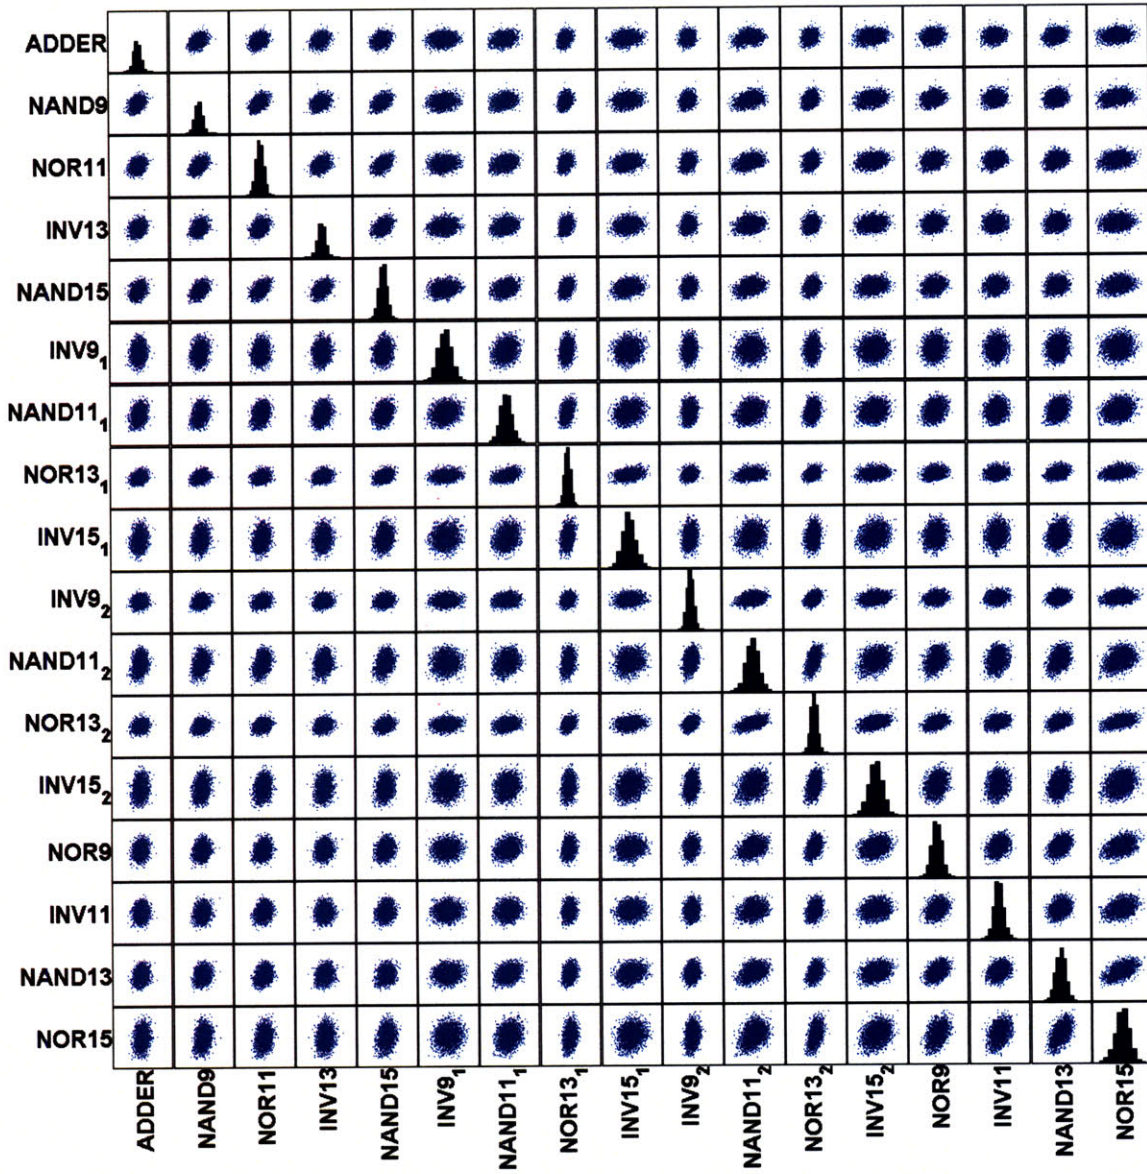 ADDER
NAND9
NOR11
INV13
NAND15
INV9₁
NAND11₁
NOR13₁
INV15₁
INV9₂
NAND11₂
NOR13₂
INV15₂
NOR9
INV11
NAND13
NOR15
ADDER
NAND9
NOR11
INV13
NAND15
INV9₁
NAND11₁
NOR13₁
INV15₁
INV9₂
NAND11₂
NOR13₂
INV15₂
NOR9
INV11
NAND13
NOR15